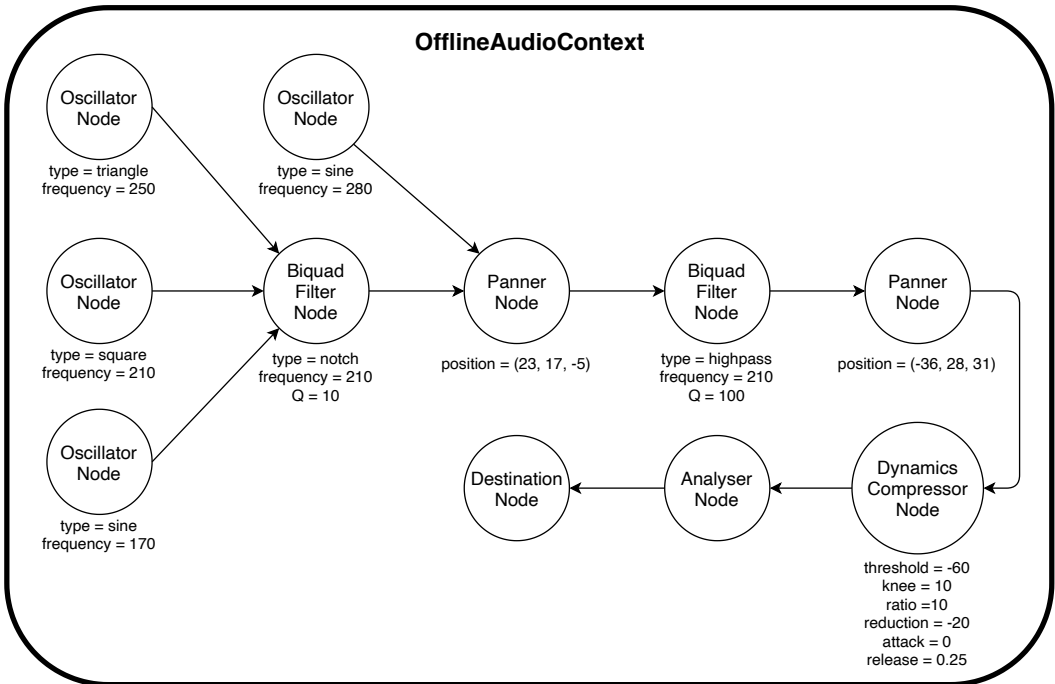 OfflineAudioContext
Oscillator
Node
type = triangle
frequency = 250
Oscillator
Node
type = sine
frequency = 280
Oscillator
Node
type = square
frequency = 210
Biquad
Filter
Node
type = notch
frequency = 210
Q = 10
Panner
Node
position = (23, 17, -5)
Biquad
Filter
Node
type = highpass
frequency = 210
Q = 100
Panner
Node
position = (-36, 28, 31)
Oscillator
Node
type = sine
frequency = 170
Destination
Node
Analyser
Node
Dynamics
Compressor
Node
threshold = -60
knee = 10
ratio =10
reduction = -20
attack = 0
release = 0.25